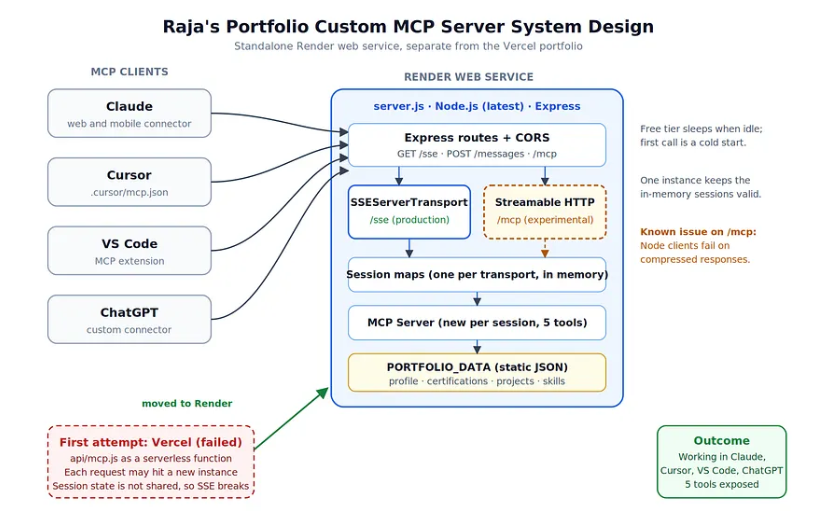 Raja's Portfolio Custom MCP Server System Design
Standalone Render web service, separate from the Vercel portfolio
MCP CLIENTS
Claude
web and mobile connector
Cursor
.cursor/mcp.json
VS Code
MCP extension
ChatGPT
custom connector
RENDER WEB SERVICE
server.js · Node.js (latest) · Express
Express routes + CORS
GET /sse · POST /messages · /mcp
SSEServerTransport
/sse (production)
Streamable HTTP
/mcp (experimental)
Session maps (one per transport, in memory)
MCP Server (new per session, 5 tools)
PORTFOLIO_DATA (static JSON)
profile · certifications · projects · skills
Free tier sleeps when idle;
first call is a cold start.
One instance keeps the
in-memory sessions valid.
Known issue on /mcp:
Node clients fail on
compressed responses.
moved to Render
First attempt: Vercel (failed)
api/mcp.js as a serverless function
Each request may hit a new instance
Session state is not shared, so SSE breaks
Outcome
Working in Claude,
Cursor, VS Code, ChatGPT
5 tools exposed